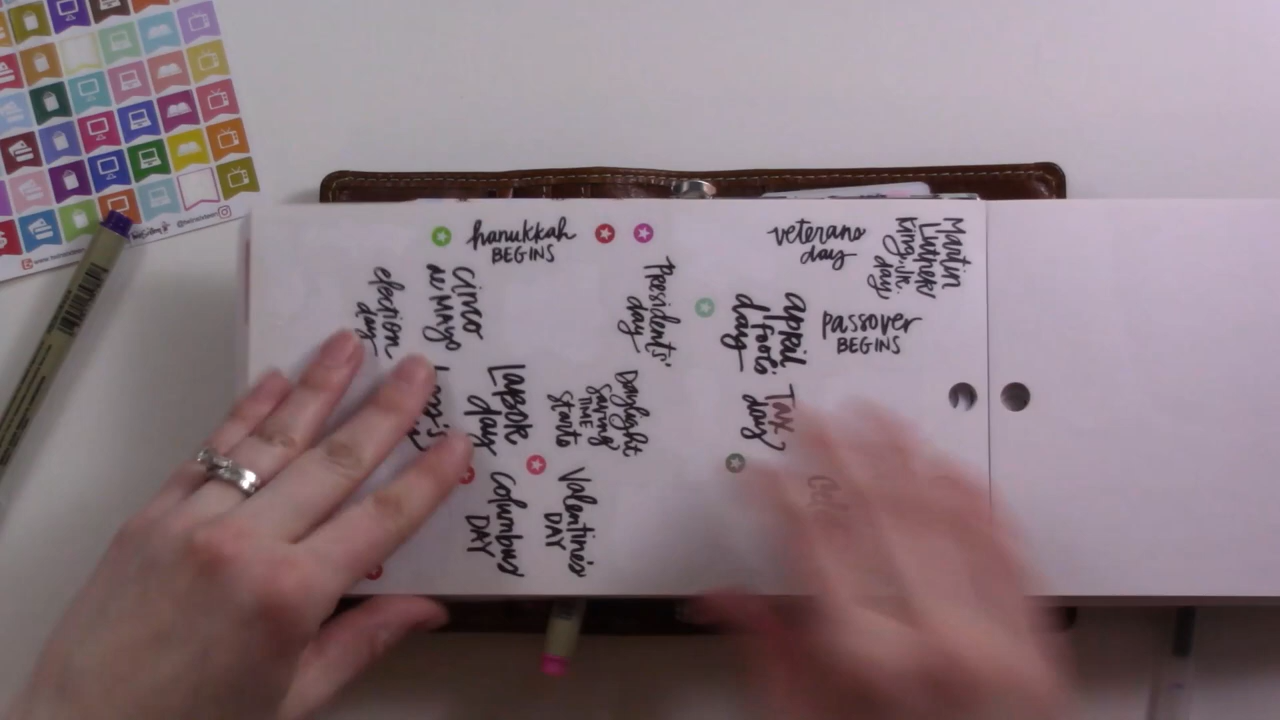 hanukkah
BEGINS
veterans
day
Martin
Luther
King, Jr.
day
election
day
cinco
de Mayo
Presidents'
day
april
fools'
day
passover
BEGINS
Labor
day
Daylight
saving
TIME
starts
Tax
day
Columbus
DAY
Valentine's
DAY